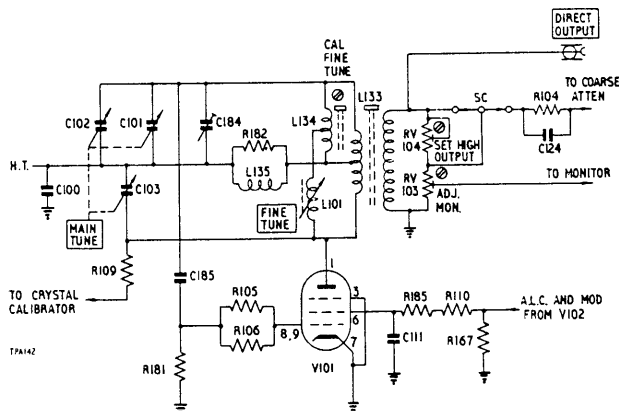 DIRECT
OUTPUT
CAL
FINE
TUNE
L133
SC
R104
TO COARSE
ATTEN
C102
C101
C184
L134
R182
RV
104
SET HIGH
OUTPUT
C124
H.T.
L135
RV
103
TO MONITOR
C100
C103
L101
ADJ.
MON.
MAIN
TUNE
FINE
TUNE
R109
1
C185
R105
3
R185
R110
A.L.C. AND MOD
FROM V102
TO CRYSTAL
CALIBRATOR
R106
8,9
6
7
C111
R167
TPA142
R181
V101